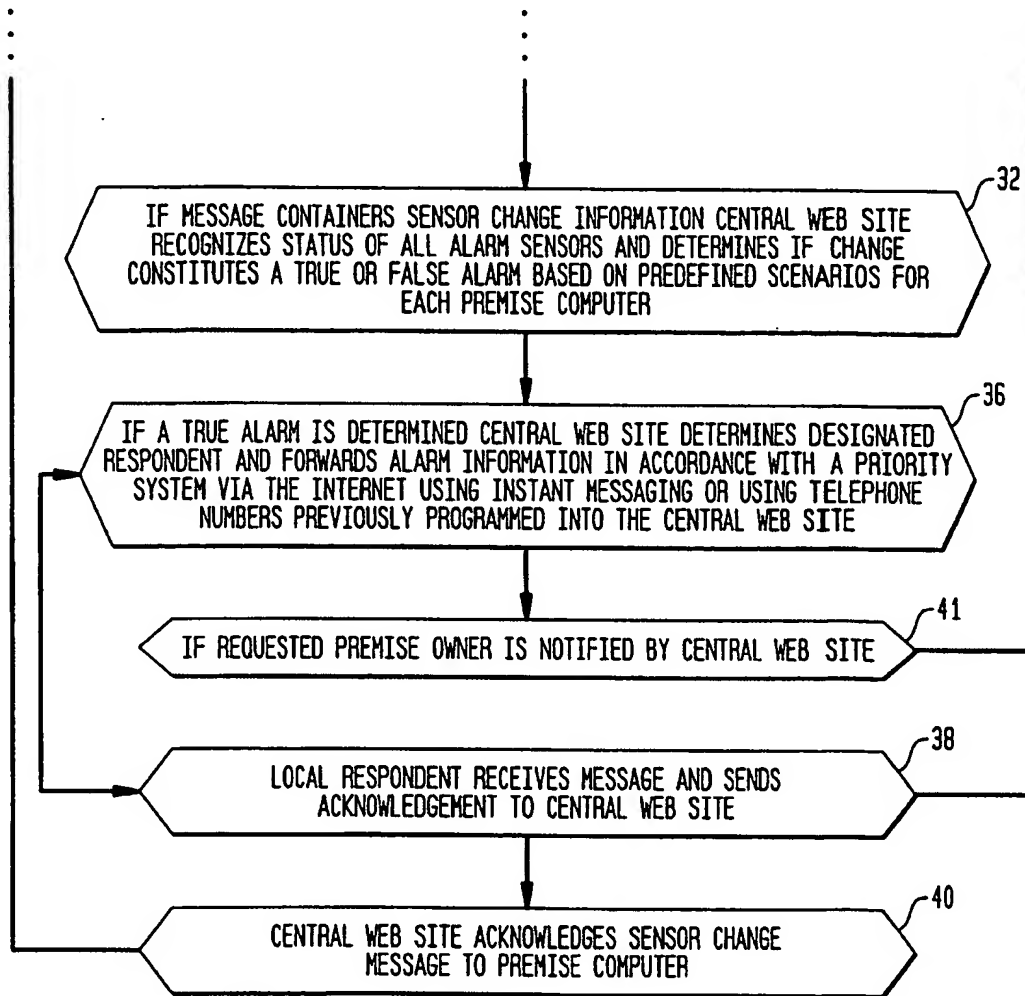 32
IF MESSAGE CONTAINERS SENSOR CHANGE INFORMATION CENTRAL WEB SITE
RECOGNIZES STATUS OF ALL ALARM SENSORS AND DETERMINES IF CHANGE
CONSTITUTES A TRUE OR FALSE ALARM BASED ON PREDEFINED SCENARIOS FOR
EACH PREMISE COMPUTER
36
IF A TRUE ALARM IS DETERMINED CENTRAL WEB SITE DETERMINES DESIGNATED
RESPONDENT AND FORWARDS ALARM INFORMATION IN ACCORDANCE WITH A PRIORITY
SYSTEM VIA THE INTERNET USING INSTANT MESSAGING OR USING TELEPHONE
NUMBERS PREVIOUSLY PROGRAMMED INTO THE CENTRAL WEB SITE
41
IF REQUESTED PREMISE OWNER IS NOTIFIED BY CENTRAL WEB SITE
38
LOCAL RESPONDENT RECEIVES MESSAGE AND SENDS
ACKNOWLEDGEMENT TO CENTRAL WEB SITE
40
CENTRAL WEB SITE ACKNOWLEDGES SENSOR CHANGE
MESSAGE TO PREMISE COMPUTER